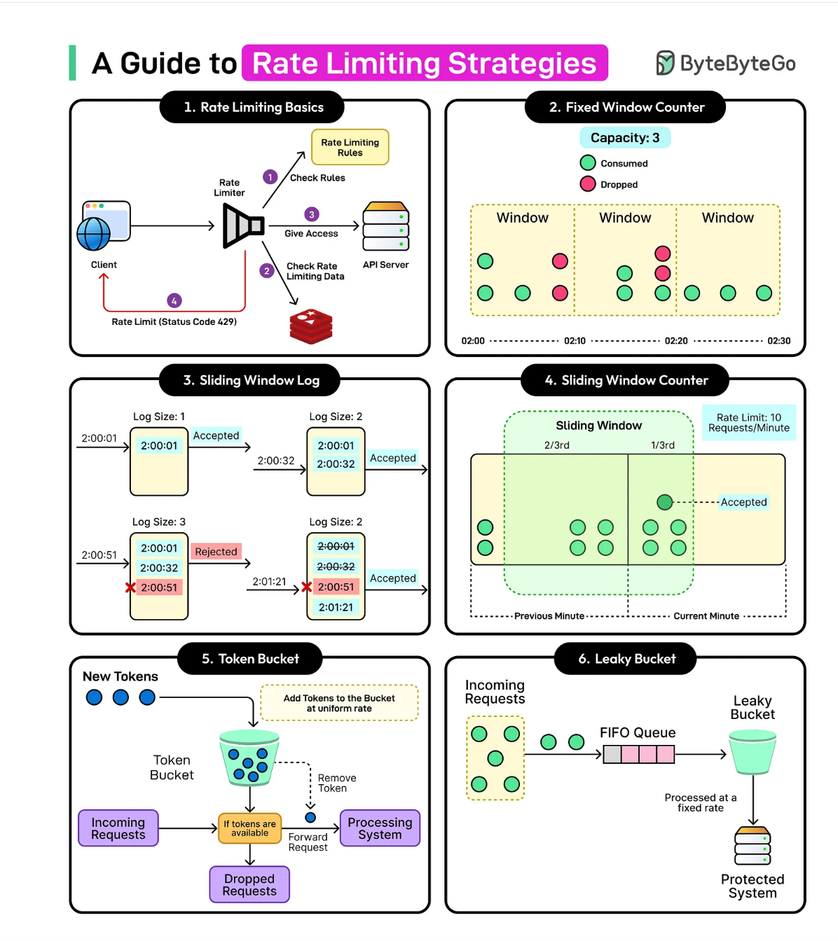 A Guide to Rate Limiting Strategies
ByteByteGo
1. Rate Limiting Basics
Rate Limiting
Rules
1
Check Rules
Rate
Limiter
3
Give Access
Client
API Server
2
Check Rate
Limiting Data
4
Rate Limit (Status Code 429)
2. Fixed Window Counter
Capacity: 3
Consumed
Dropped
Window
Window
Window
02:00
02:10
02:20
02:30
3. Sliding Window Log
Log Size: 1
2:00:01
2:00:01
Accepted
Log Size: 2
2:00:32
2:00:01
2:00:32
Accepted
Log Size: 3
2:00:51
2:00:01
2:00:32
2:00:51
Rejected
Log Size: 2
2:01:21
2:00:01
2:00:32
2:00:51
2:01:21
Accepted
4. Sliding Window Counter
Rate Limit: 10
Requests/Minute
Sliding Window
2/3rd
1/3rd
Accepted
Previous Minute
Current Minute
5. Token Bucket
New Tokens
Add Tokens to the Bucket
at uniform rate
Token
Bucket
Remove
Token
Incoming
Requests
If tokens are
available
Forward
Request
Processing
System
Dropped
Requests
6. Leaky Bucket
Incoming
Requests
FIFO Queue
Leaky
Bucket
Processed at a
fixed rate
Protected
System